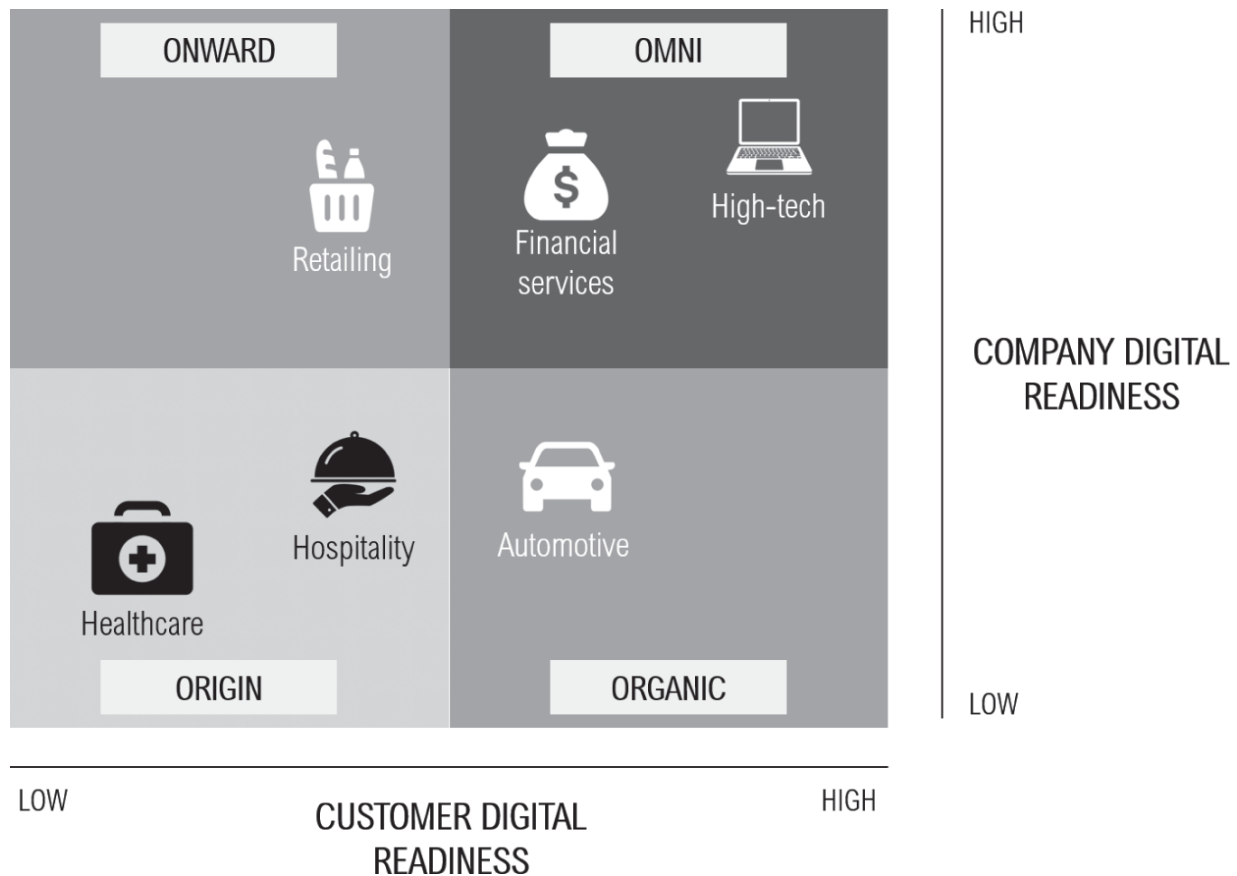 ONWARD
OMNI
HIGH
$
Retailing
Financial
services
High-tech
COMPANY DIGITAL
READINESS
Healthcare
Hospitality
Automotive
ORIGIN
ORGANIC
LOW
LOW
CUSTOMER DIGITAL
READINESS
HIGH